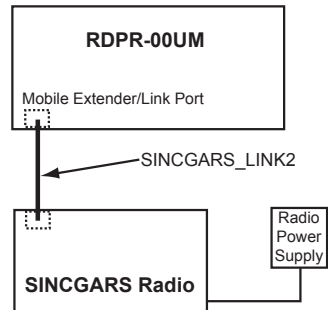 RDPR-00UM
Mobile Extender/Link Port
SINCGARS_LINK2
Radio
Power
Supply
SINCGARS Radio